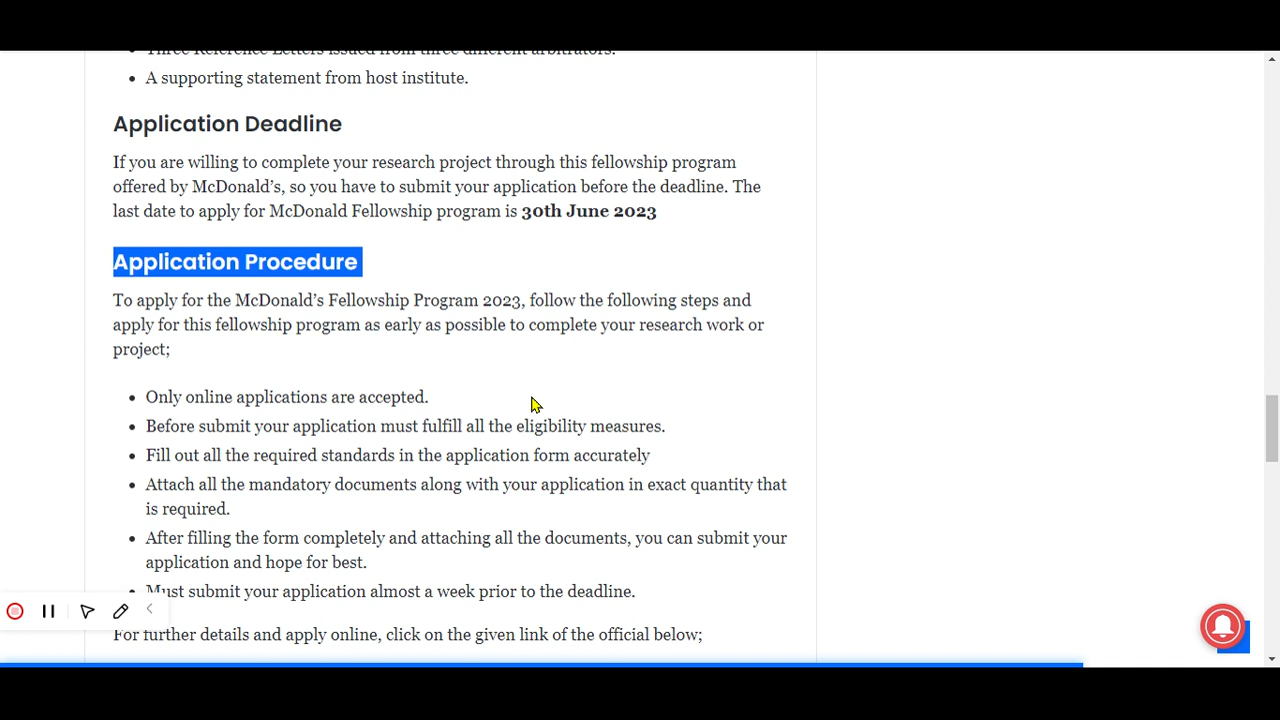 Three Reference Letters issued from three different arbitrators.
A supporting statement from host institute.
Application Deadline
If you are willing to complete your research project through this fellowship program
offered by McDonald’s, so you have to submit your application before the deadline. The
last date to apply for McDonald Fellowship program is 30th June 2023
Application Procedure
To apply for the McDonald’s Fellowship Program 2023, follow the following steps and
apply for this fellowship program as early as possible to complete your research work or
project;
Only online applications are accepted.
Before submit your application must fulfill all the eligibility measures.
Fill out all the required standards in the application form accurately
Attach all the mandatory documents along with your application in exact quantity that
is required.
After filling the form completely and attaching all the documents, you can submit your
application and hope for best.
Must submit your application almost a week prior to the deadline.
For further details and apply online, click on the given link of the official below;